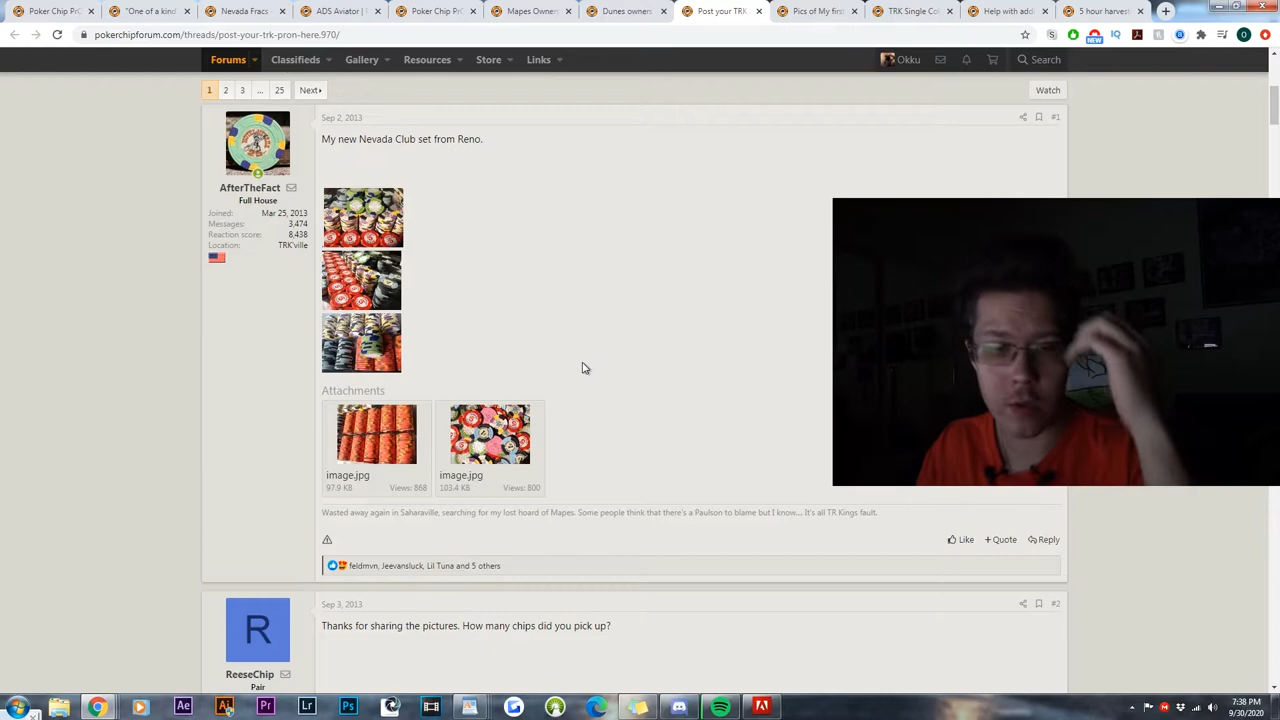 Poker Chip Pr
"One of a kind
Nevada Fracs
ADS Aviator |
Poker Chip Pr
Mapes Owner
Dunes owners
Post your TRK
Pics of My first
TRK Single Co
Help with add
5 hour harvest
pokerchipforum.com/threads/post-your-trk-pron-here.970/
Forums Classifieds Gallery Resources Store Links Okku Search
1 2 3 ... 25 Next Watch
Sep 2, 2013 #1
My new Nevada Club set from Reno.
AfterTheFact
Full House
Joined: Mar 25, 2013
Messages: 3,474
Reaction score: 8,438
Location: TRK'ville
Attachments
image.jpg image.jpg
97.9 KB Views: 868 103.4 KB Views: 800
Wasted away again in Saharaville, searching for my lost hoard of Mapes. Some people think that there's a Paulson to blame but I know... It's all TR Kings fault.
Like + Quote Reply
feldmvn, Jeevansluck, Lil Tuna and 5 others
Sep 3, 2013 #2
R
Thanks for sharing the pictures. How many chips did you pick up?
ReeseChip
Pair
Ae Ai Pr Lr Ps
7:38 PM
9/30/2020